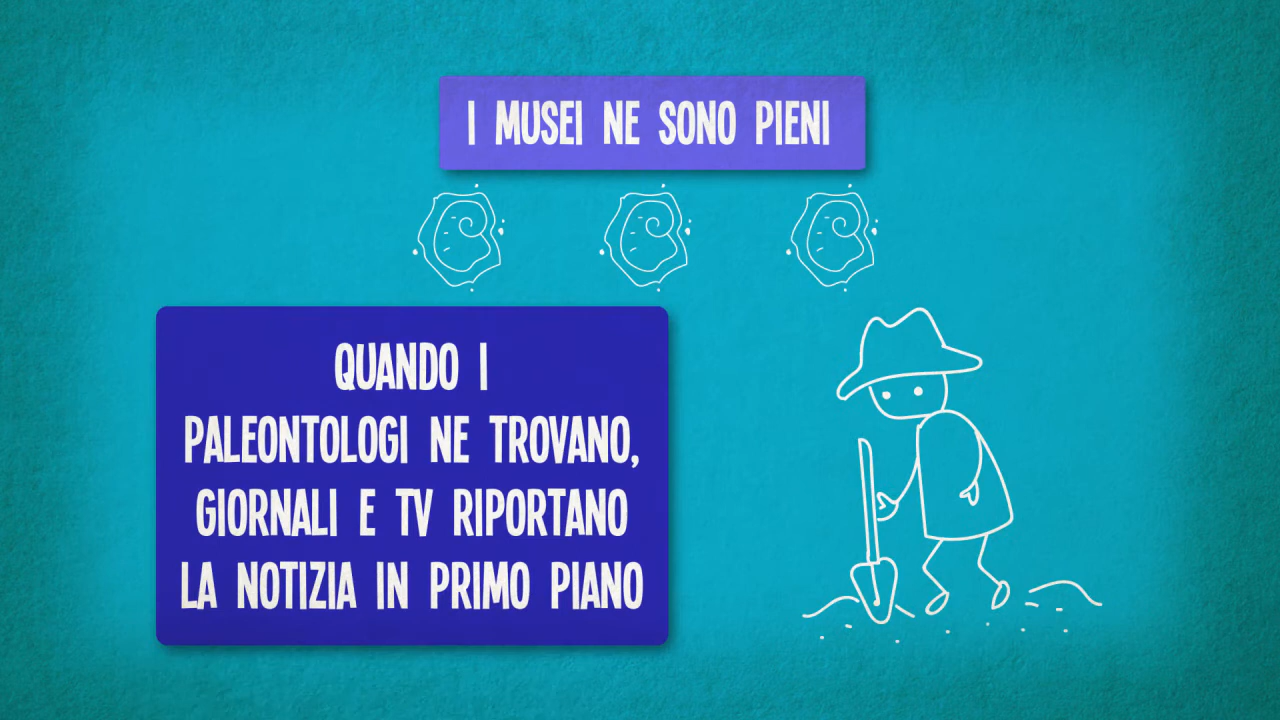 I MUSEI NE SONO PIENI
QUANDO I
PALEONTOLOGI NE TROVANO,
GIORNALI E TV RIPORTANO
LA NOTIZIA IN PRIMO PIANO